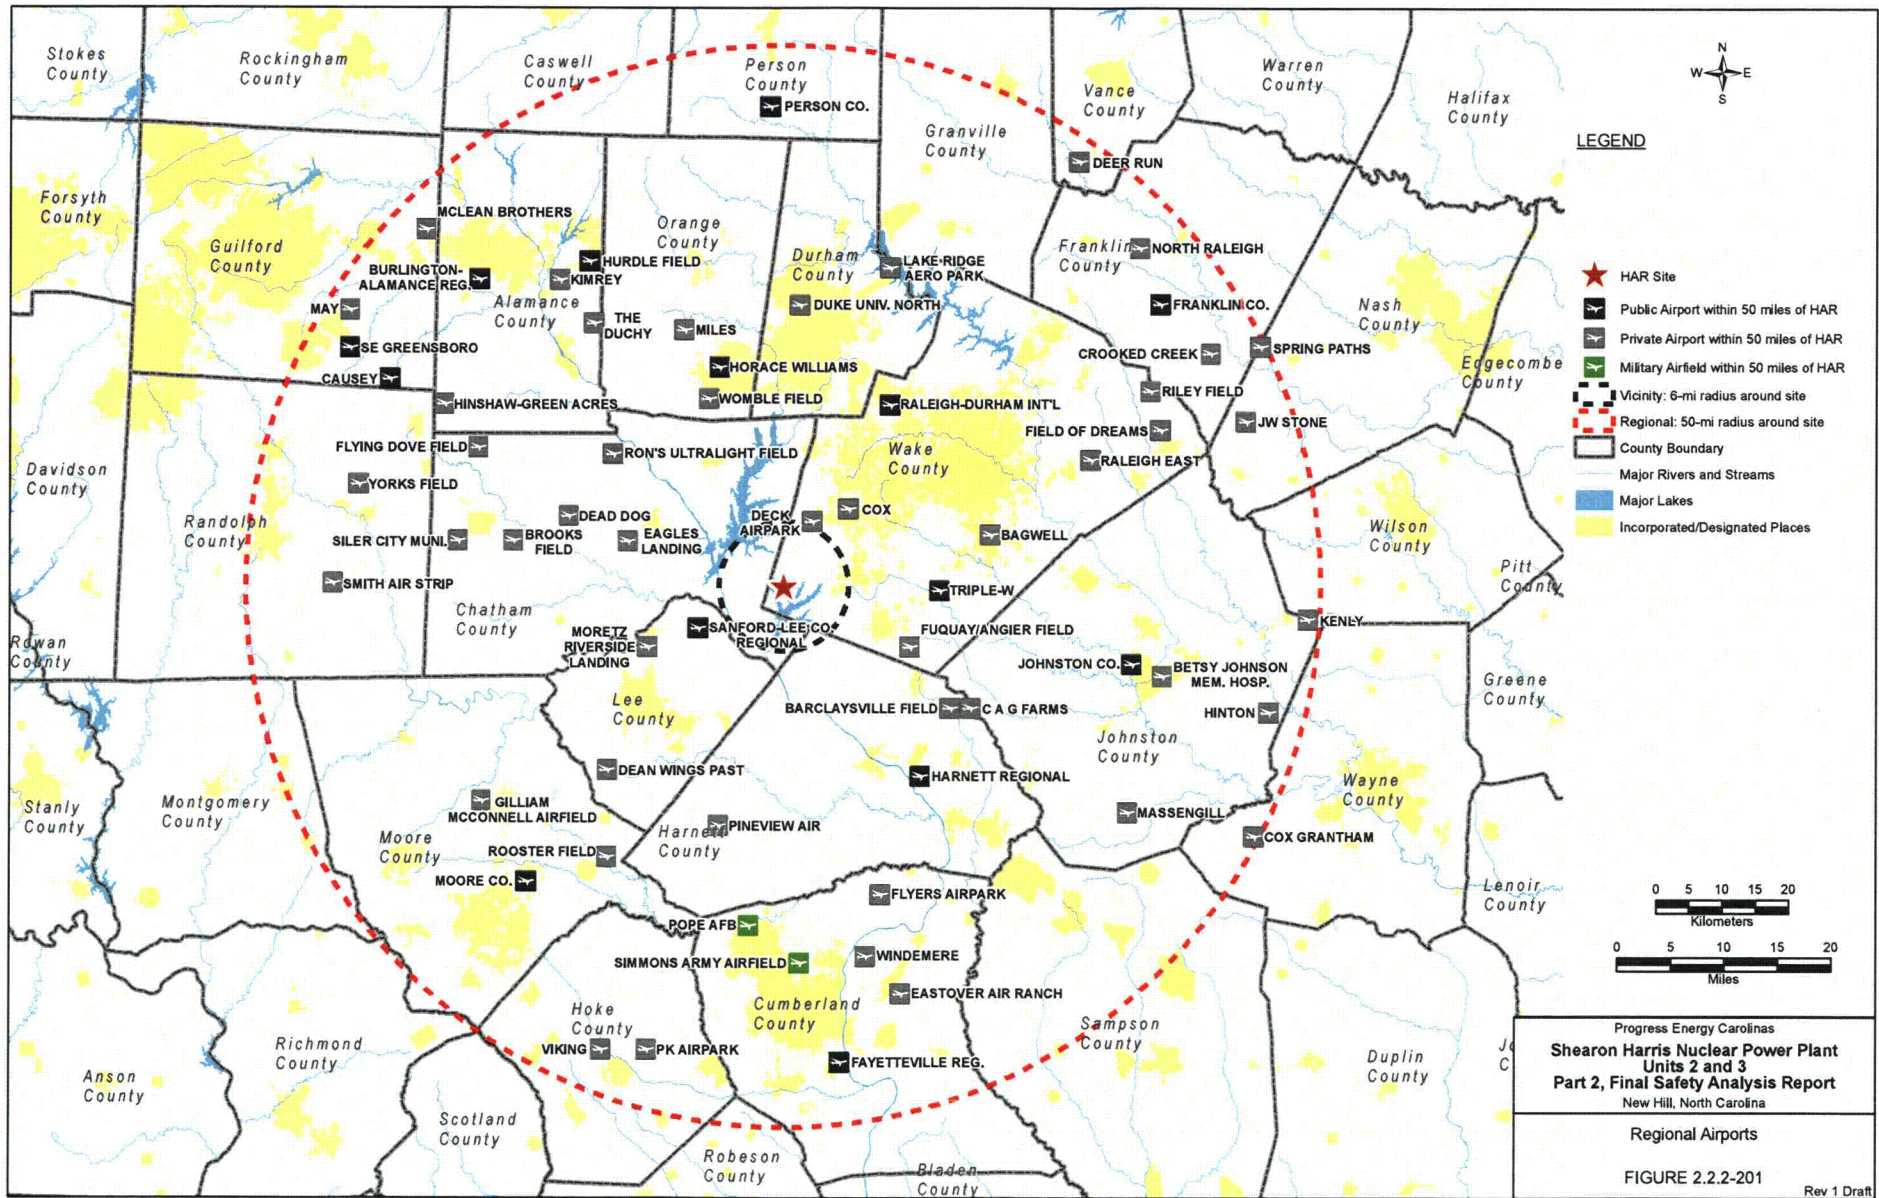 Stokes
County
Rockingham
County
Caswell
County
Person
County
PERSON CO.
Granville
County
Vance
County
Warren
County
Halifax
County
DEER RUN
Forsyth
County
Guilford
County
MCLEAN BROTHERS
BURLINGTON-
ALAMANCE REG.
HURDLE FIELD
KIMREY
Orange
County
Durham
County
LAKE RIDGE
AERO PARK
Franklin
County
NORTH RALEIGH
MAY
Alamance
County
THE
DUCHY
MILES
DUKE UNIV. NORTH
FRANKLIN CO.
Nash
County
SE GREENSBORO
CAUSEY
HORACE WILLIAMS
CROOKED CREEK
SPRING PATHS
Edgecombe
County
HINSHAW-GREEN ACRES
WOMBLE FIELD
RALEIGH-DURHAM INT'L
RILEY FIELD
FIELD OF DREAMS
JW STONE
FLYING DOVE FIELD
RON'S ULTRALIGHT FIELD
Wake
County
RALEIGH EAST
Davidson
County
YORKS FIELD
Randolph
County
DEAD DOG
DECK
AIRPARK
COX
SILER CITY MUNI.
BROOKS
FIELD
EAGLES
LANDING
BAGWELL
Wilson
County
Pitt
County
SMITH AIR STRIP
Chatham
County
TRIPLE-W
Rowan
County
MORETZ
RIVERSIDE
LANDING
SANFORD-LEE CO.
REGIONAL
FUQUAY/ANGIER FIELD
KENLY
JOHNSTON CO.
BETSY JOHNSON
MEM. HOSP.
Greene
County
Lee
County
BARCLAYSVILLE FIELD
C A G FARMS
HINTON
Johnston
County
DEAN WINGS PAST
HARNETT REGIONAL
Wayne
County
Stanly
County
Montgomery
County
GILLIAM
MCCONNELL AIRFIELD
PINEVIEW AIR
Harnett
County
MASSENGILL
COX GRANTHAM
Moore
County
ROOSTER FIELD
MOORE CO.
FLYERS AIRPARK
Lenoir
County
POPE AFB
SIMMONS ARMY AIRFIELD
WINDEMERE
EASTOVER AIR RANCH
Cumberland
County
Hoke
County
VIKING
PK AIRPARK
FAYETTEVILLE REG.
Sampson
County
Richmond
County
Anson
County
Duplin
County
Scotland
County
Robeson
County
Bladen
County
N
W E
S
LEGEND
HAR Site
Public Airport within 50 miles of HAR
Private Airport within 50 miles of HAR
Military Airfield within 50 miles of HAR
Vicinity: 6-mi radius around site
Regional: 50-mi radius around site
County Boundary
Major Rivers and Streams
Major Lakes
Incorporated/Designated Places
0 5 10 15 20
Kilometers
0 5 10 15 20
Miles
Progress Energy Carolinas
Shearon Harris Nuclear Power Plant
Units 2 and 3
Part 2, Final Safety Analysis Report
New Hill, North Carolina
Regional Airports
FIGURE 2.2.2-201
Rev 1 Draft